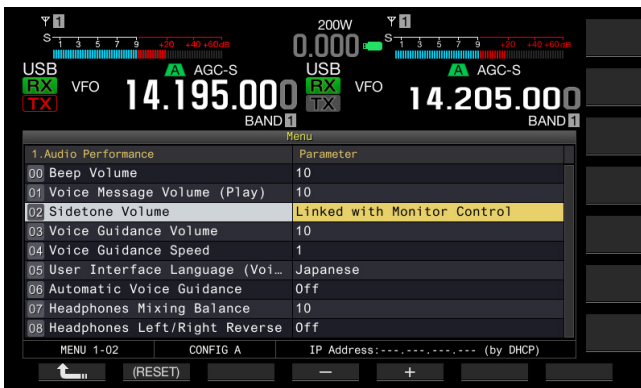 1 200W 1
S 1 3 5 7 9 +20 +40 +60dB 0.000 S 1 3 5 7 9 +20 +40 +60dB
USB A AGC-S USB A AGC-S
RX VFO 14.195.000 RX VFO 14.205.000
TX BAND 1 TX BAND 1
Menu
1.Audio Performance Parameter
00 Beep Volume 10
01 Voice Message Volume (Play) 10
02 Sidetone Volume Linked with Monitor Control
03 Voice Guidance Volume 10
04 Voice Guidance Speed 1
05 User Interface Language (Voi… Japanese
06 Automatic Voice Guidance Off
07 Headphones Mixing Balance 10
08 Headphones Left/Right Reverse Off
MENU 1-02 CONFIG A IP Address:---.---.---.--- (by DHCP)
(RESET) − +